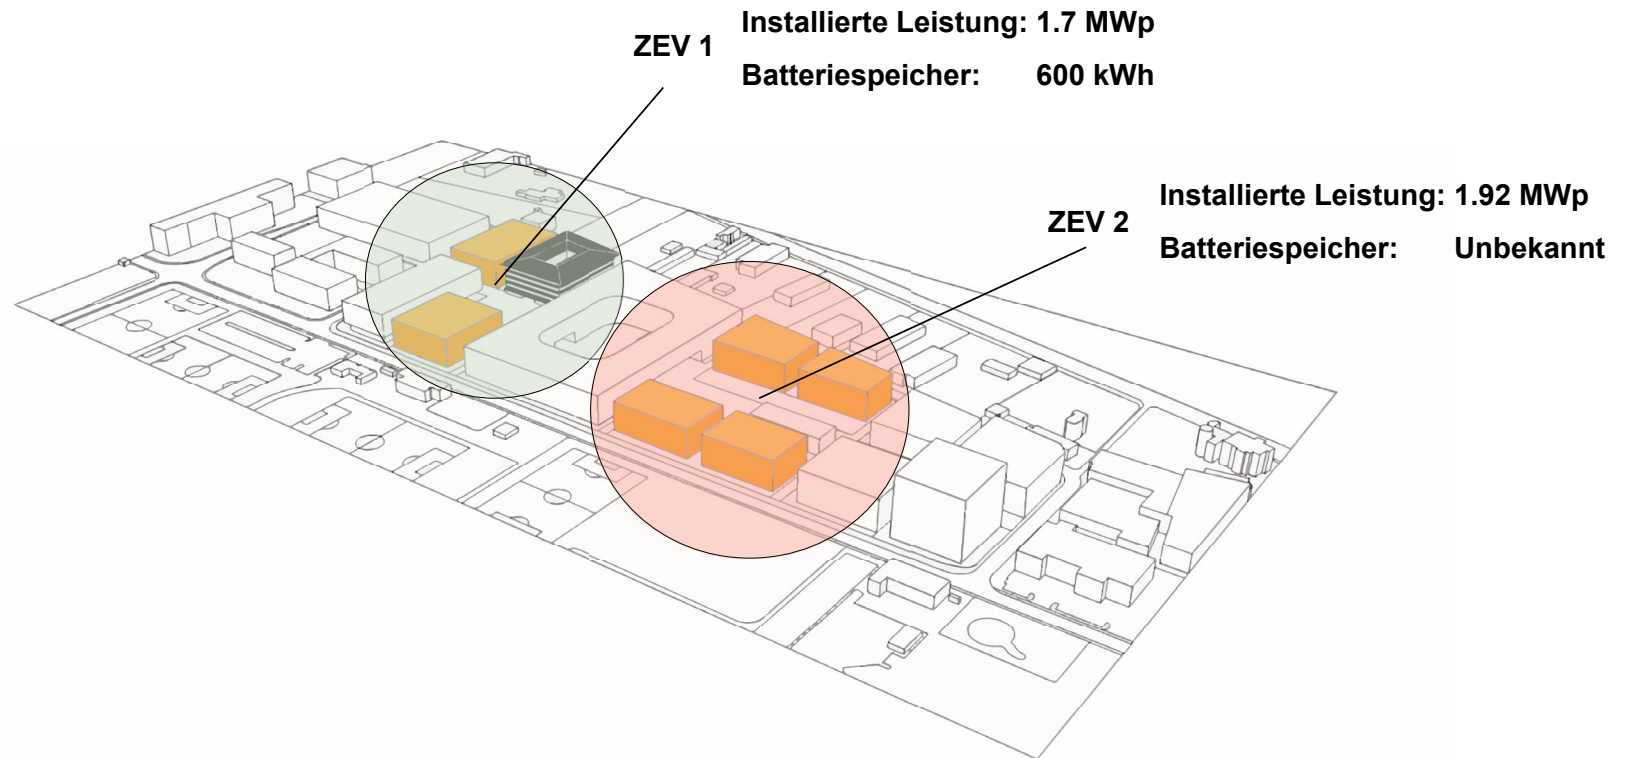 ZEV 1
Installierte Leistung: 1.7 MWp
Batteriespeicher: 600 kWh
ZEV 2
Installierte Leistung: 1.92 MWp
Batteriespeicher: Unbekannt